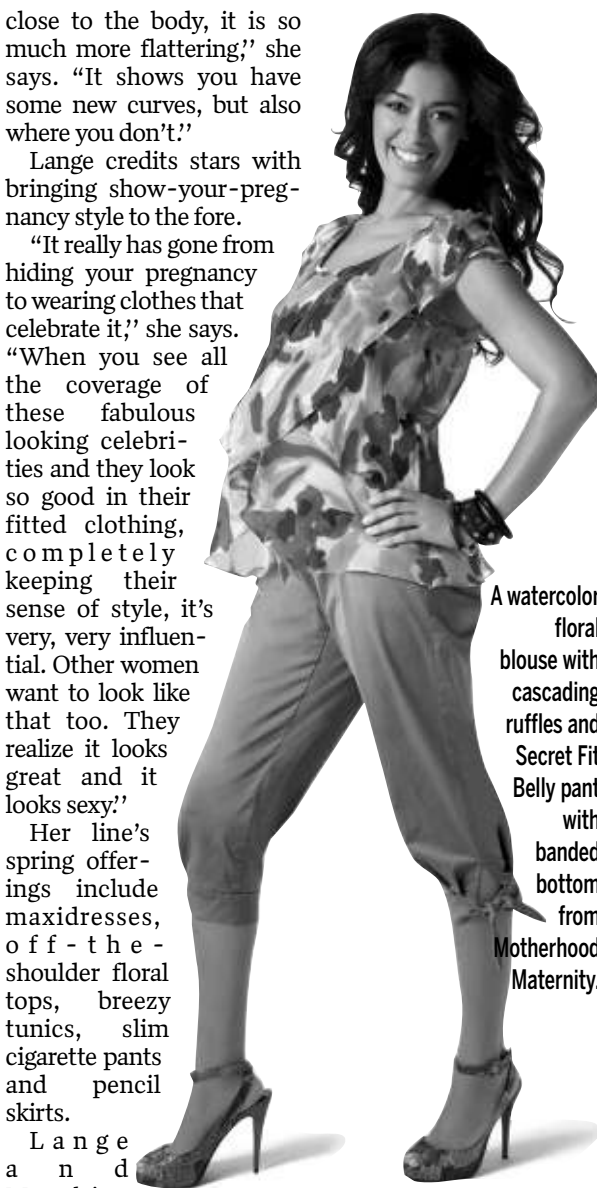 close to the body, it is so
much more flattering,’’ she
says. “It shows you have
some new curves, but also
where you don’t.’’
Lange credits stars with
bringing show-your-preg-
nancy style to the fore.
“It really has gone from
hiding your pregnancy
to wearing clothes that
celebrate it,’’ she says.
“When you see all
the coverage of
these fabulous
looking celebri-
ties and they look
so good in their
fitted clothing,
completely
keeping their
sense of style, it’s
very, very influen-
tial. Other women
want to look like
that too. They
realize it looks
great and it
looks sexy.’’
Her line’s
spring offer-
ings include
maxidresses,
off-the-
shoulder floral
tops, breezy
tunics, slim
cigarette pants
and pencil
skirts.
Lange
and
A watercolor
floral
blouse with
cascading
ruffles and
Secret Fit
Belly pant
with
banded
bottom
from
Motherhood
Maternity.